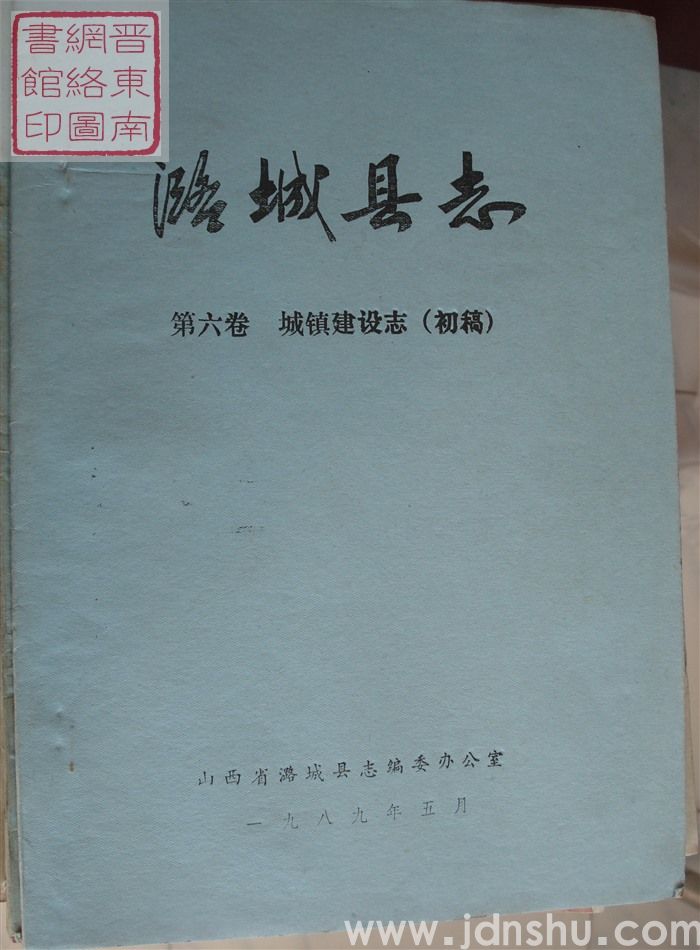 晋東南
網絡圖
書館印
潞城县志
第六卷 城镇建设志（初稿）
山西省潞城县志编委办公室
一九八九年五月
www.jdnshu.com